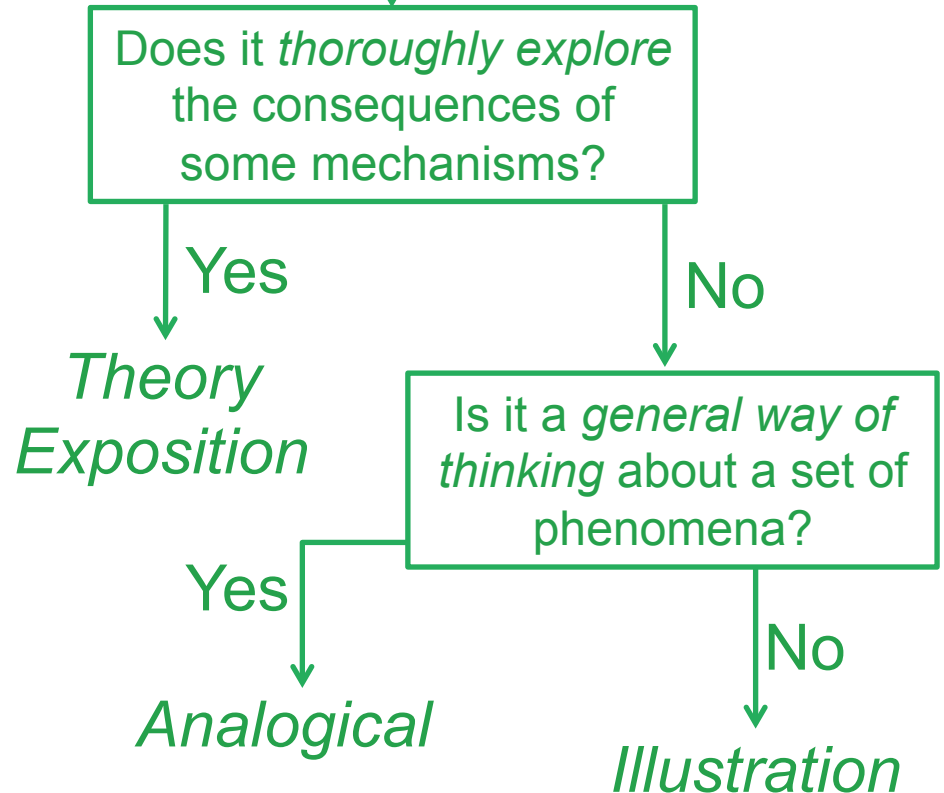 Does it thoroughly explore
the consequences of
some mechanisms?
Yes
No
Theory
Exposition
Is it a general way of
thinking about a set of
phenomena?
Yes
No
Analogical
Illustration